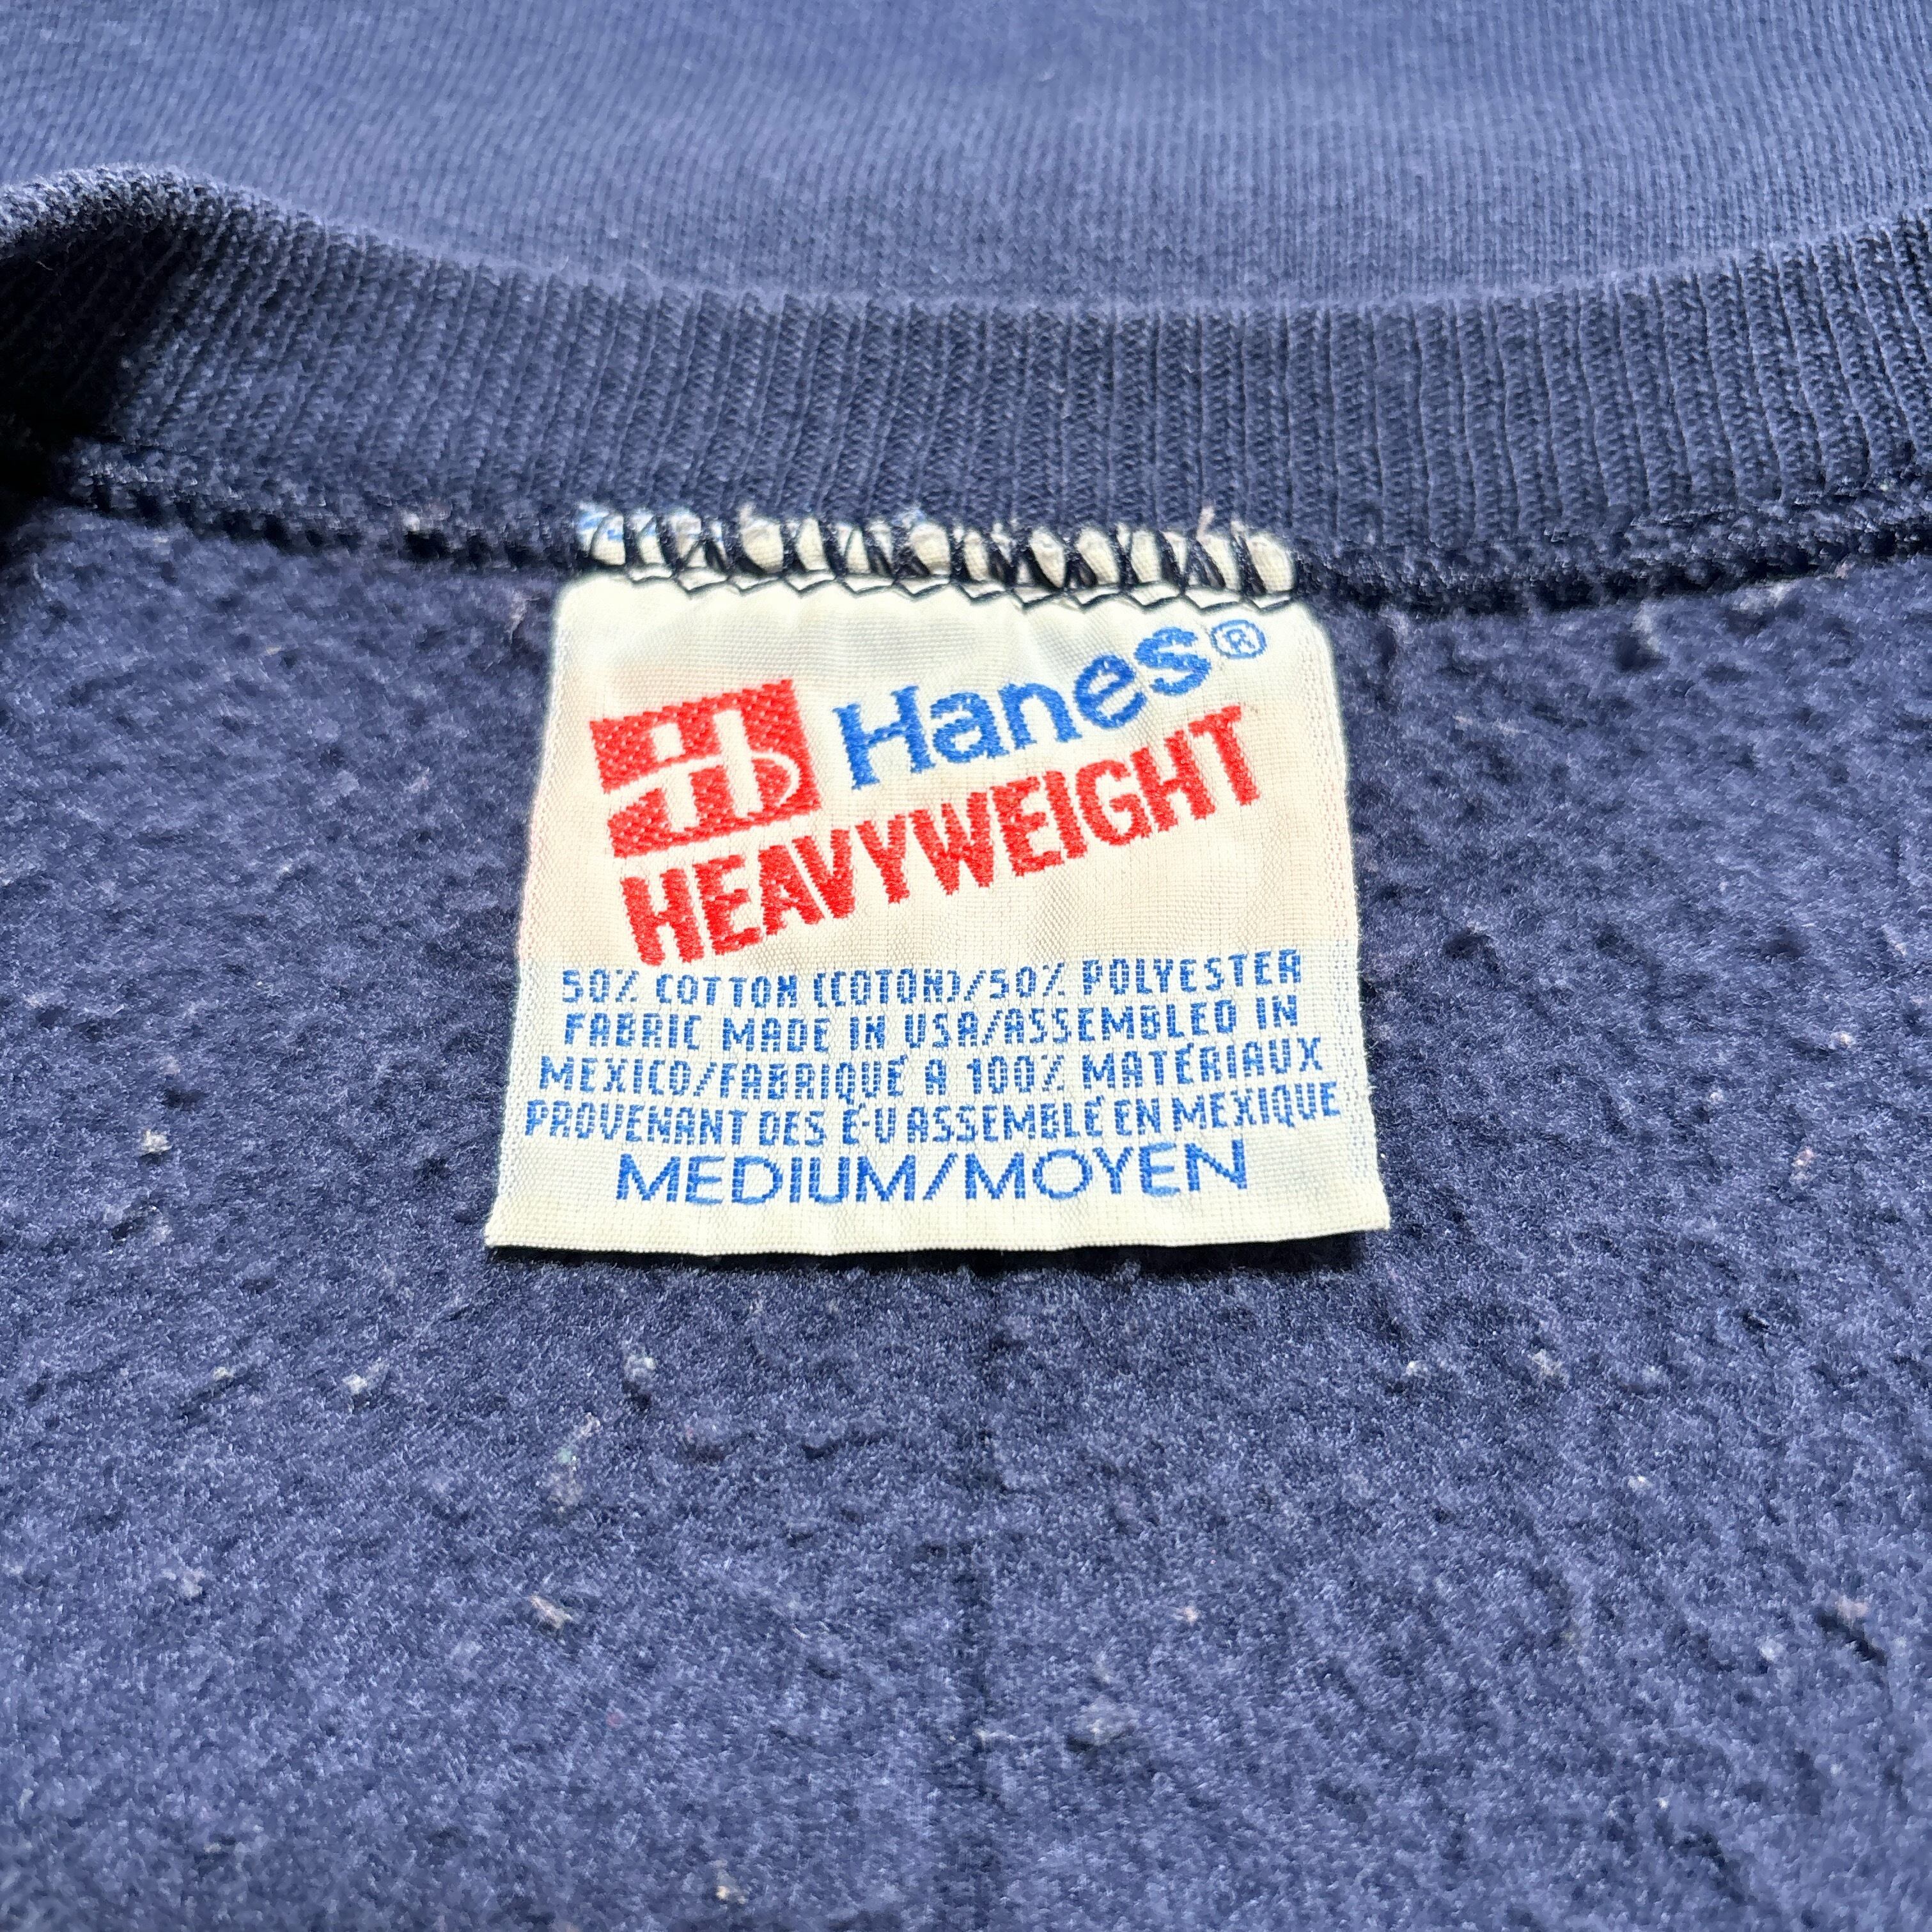 Hanes®
HEAVYWEIGHT
50% COTTON (COTON)/50% POLYESTER
FABRIC MADE IN USA/ASSEMBLED IN
MEXICO/FABRIQUÉ A 100% MATÉRIAUX
PROVENANT DES É-U ASSEMBLÉ EN MEXIQUE
MEDIUM/MOYEN